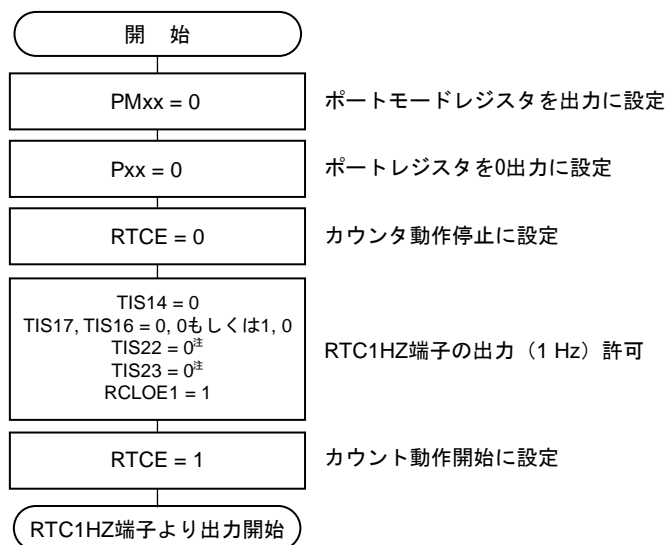 開 始
PMxx = 0
ポートモードレジスタを出力に設定
Pxx = 0
ポートレジスタを0出力に設定
RTCE = 0
カウンタ動作停止に設定
TIS14 = 0
TIS17, TIS16 = 0, 0もしくは1, 0
TIS22 = 0注
TIS23 = 0注
RCLOE1 = 1
RTC1HZ端子の出力（1 Hz）許可
RTCE = 1
カウント動作開始に設定
RTC1HZ端子より出力開始